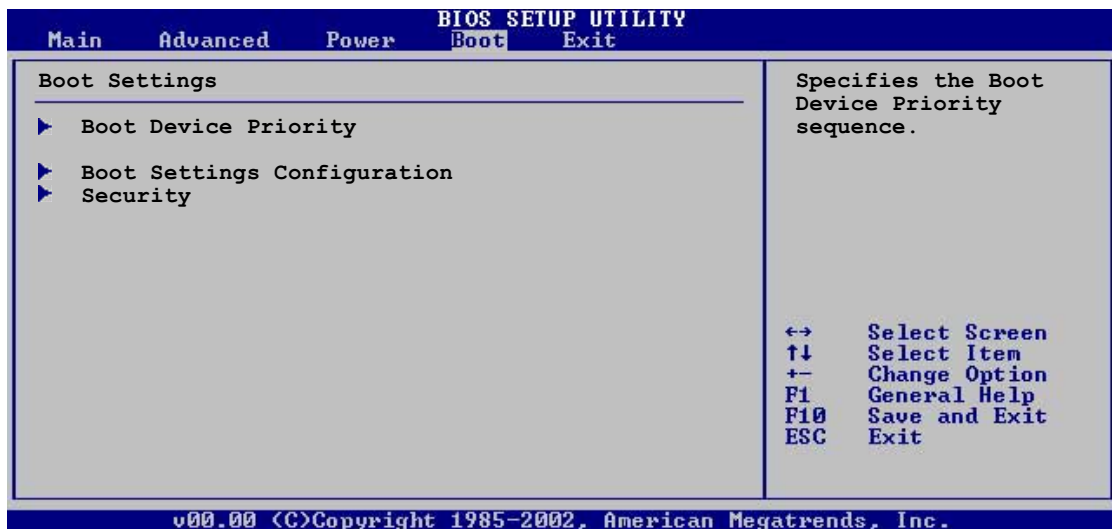 BIOS SETUP UTILITY
Main Advanced Power Boot Exit
Boot Settings
Boot Device Priority
Boot Settings Configuration
Security
Specifies the Boot
Device Priority
sequence.
←→ Select Screen
↑↓ Select Item
+- Change Option
F1 General Help
F10 Save and Exit
ESC Exit
v00.00 (C)Copyright 1985-2002, American Megatrends, Inc.